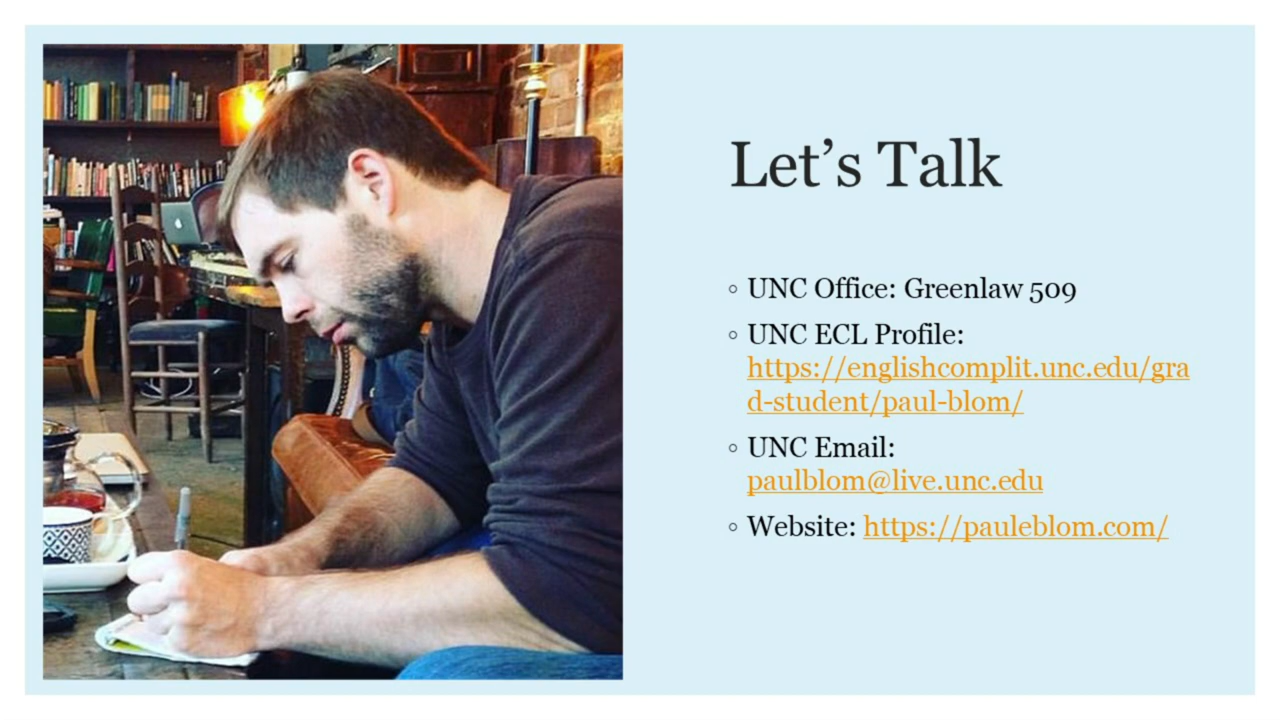 Let’s Talk
◦ UNC Office: Greenlaw 509
◦ UNC ECL Profile:
https://englishcomplit.unc.edu/gra
d-student/paul-blom/
◦ UNC Email:
paulblom@live.unc.edu
◦ Website: https://pauleblom.com/